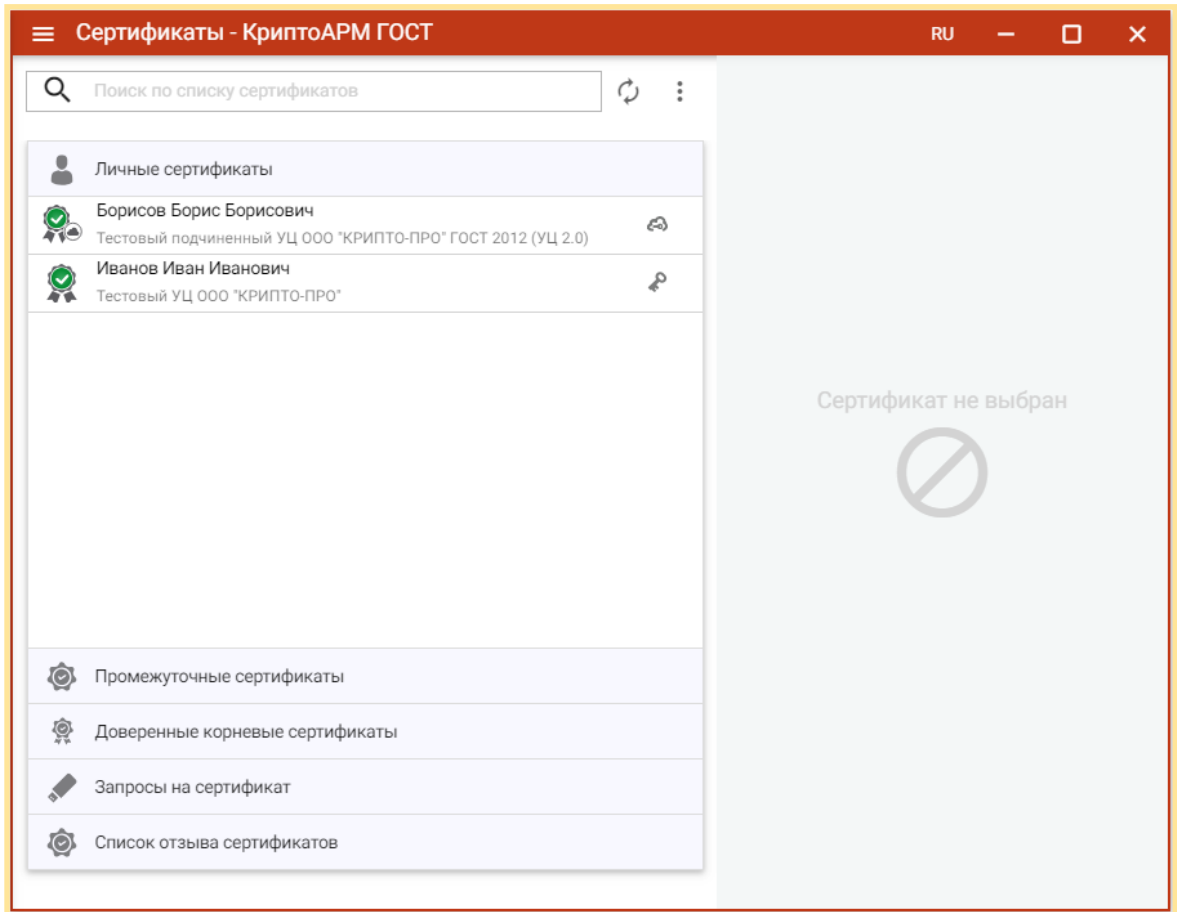 Сертификаты - КриптоАРМ ГОСТ
RU
Поиск по списку сертификатов
Личные сертификаты
Борисов Борис Борисович
Тестовый подчиненный УЦ ООО "КРИПТО-ПРО" ГОСТ 2012 (УЦ 2.0)
Иванов Иван Иванович
Тестовый УЦ ООО "КРИПТО-ПРО"
Сертификат не выбран
Промежуточные сертификаты
Доверенные корневые сертификаты
Запросы на сертификат
Список отзыва сертификатов